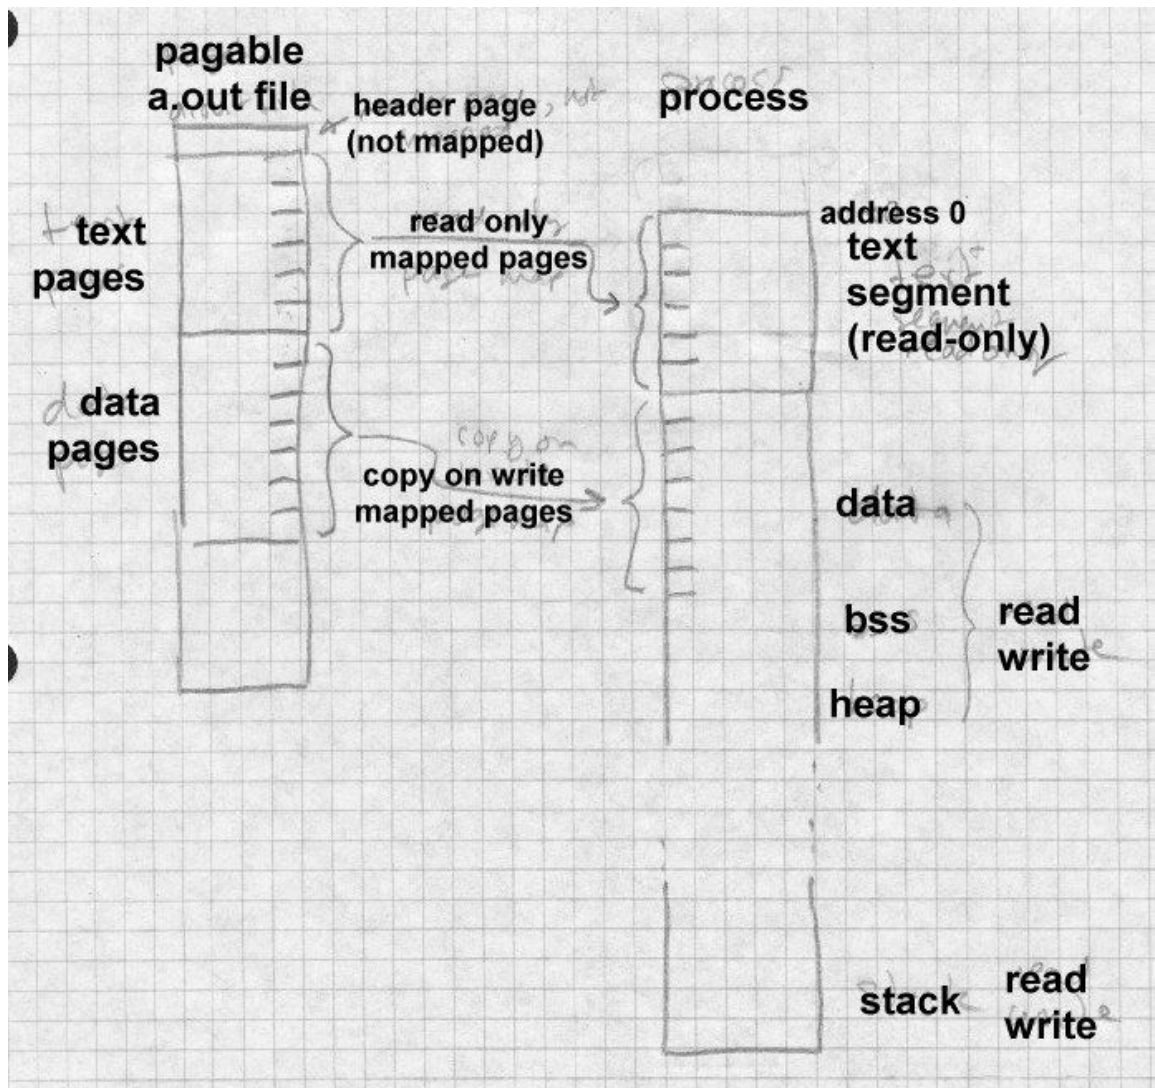 pagable
a.out file
header page
(not mapped)
process
text
pages
read only
mapped pages
address 0
text
segment
(read-only)
data
pages
copy on
copy on write
mapped pages
data
bss
heap
read
write
stack
read
write